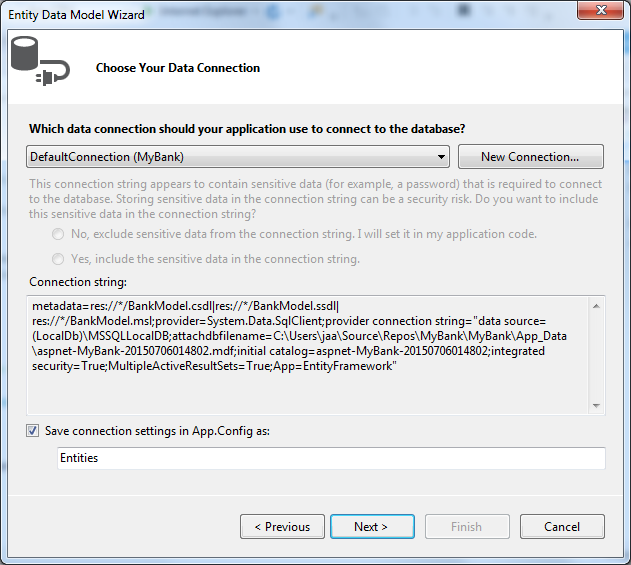 Entity Data Model Wizard
Choose Your Data Connection
Which data connection should your application use to connect to the database?
DefaultConnection (MyBank)
New Connection...
This connection string appears to contain sensitive data (for example, a password) that is required to connect
to the database. Storing sensitive data in the connection string can be a security risk. Do you want to include
this sensitive data in the connection string?
No, exclude sensitive data from the connection string. I will set it in my application code.
Yes, include the sensitive data in the connection string.
Connection string:
metadata=res://*/BankModel.csdl|res://*/BankModel.ssdl|
res://*/BankModel.msl;provider=System.Data.SqlClient;provider connection string="data source=
(LocalDb)\MSSQLLocalDB;attachdbfilename=C:\Users\jaa\Source\Repos\MyBank\MyBank\App_Data
\aspnet-MyBank-20150706014802.mdf;initial catalog=aspnet-MyBank-20150706014802;integrated
security=True;MultipleActiveResultSets=True;App=EntityFramework"
Save connection settings in App.Config as:
Entities
< Previous
Next >
Finish
Cancel